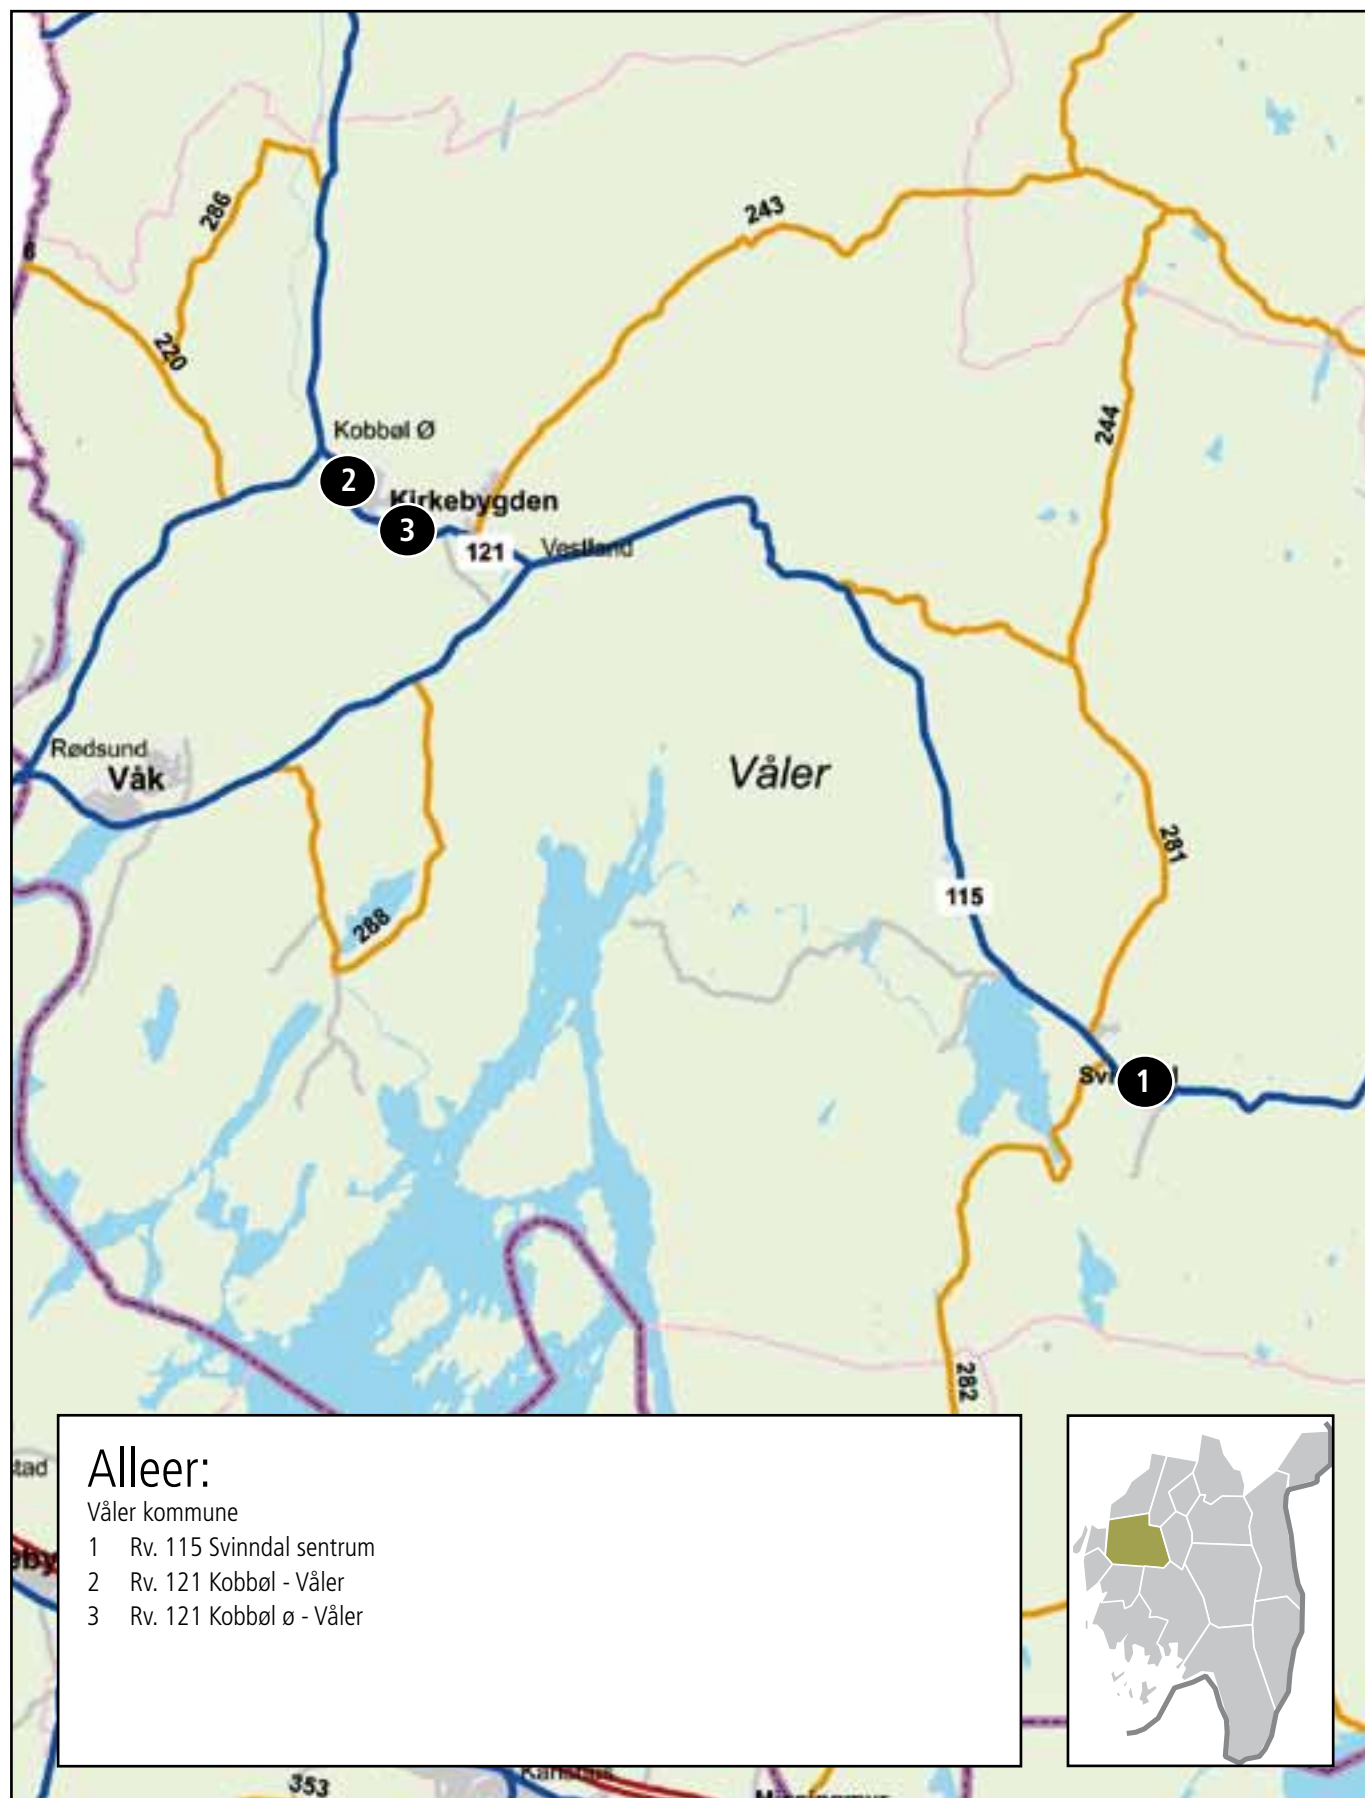 286
243
6
220
244
Kobbøl Ø
2
Kirkebygden
3
121
Vestland
Rødsund
Våk
Våler
281
115
288
1
282
Alleer:
Våler kommune
1 Rv. 115 Svinndal sentrum
2 Rv. 121 Kobbøl - Våler
3 Rv. 121 Kobbøl ø - Våler
353